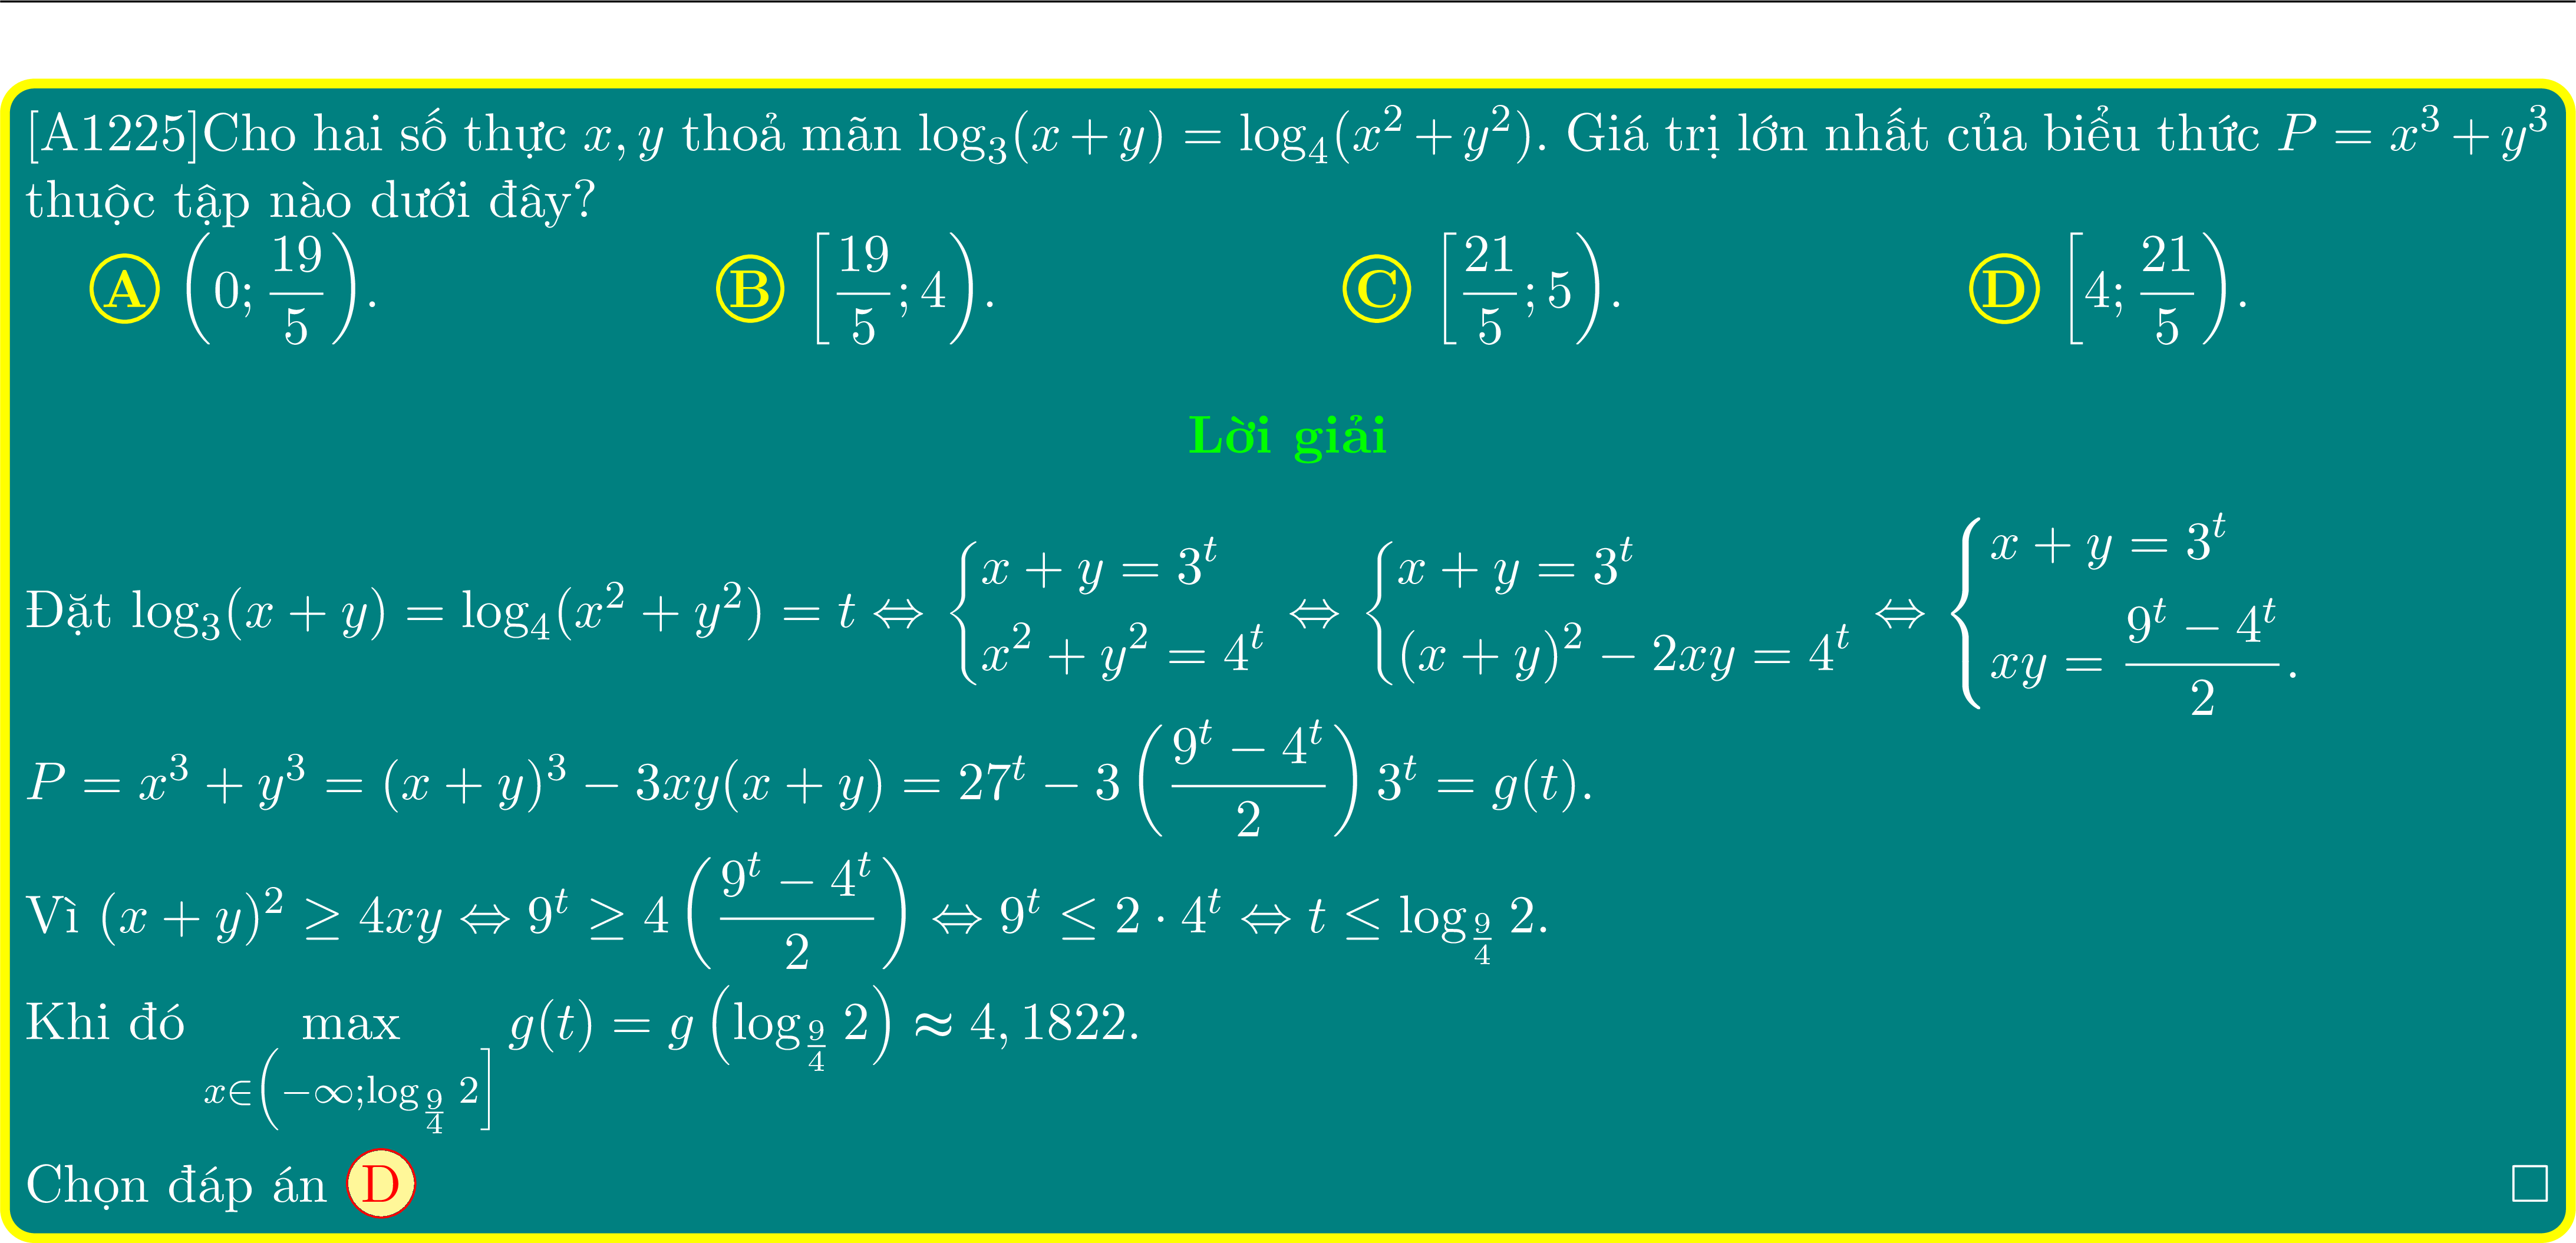 [A1225]Cho hai số thực $x, y$ thoả mãn $\log_3(x+y) = \log_4(x^2+y^2)$. Giá trị lớn nhất của biểu thức $P = x^3+y^3$
thuộc tập nào dưới đây?
A $\left(0; \frac{19}{5}\right)$. B $\left[\frac{19}{5}; 4\right)$. C $\left[\frac{21}{5}; 5\right)$. D $\left[4; \frac{21}{5}\right)$.
Lời giải
Đặt $\log_3(x+y) = \log_4(x^2+y^2) = t \Leftrightarrow \begin{cases} x+y = 3^t \\ x^2+y^2 = 4^t \end{cases} \Leftrightarrow \begin{cases} x+y = 3^t \\ (x+y)^2 - 2xy = 4^t \end{cases} \Leftrightarrow \begin{cases} x+y = 3^t \\ xy = \frac{9^t - 4^t}{2}. \end{cases}$
$P = x^3+y^3 = (x+y)^3 - 3xy(x+y) = 27^t - 3\left(\frac{9^t - 4^t}{2}\right)3^t = g(t)$.
Vì $(x+y)^2 \geq 4xy \Leftrightarrow 9^t \geq 4\left(\frac{9^t - 4^t}{2}\right) \Leftrightarrow 9^t \leq 2 \cdot 4^t \Leftrightarrow t \leq \log_{\frac{9}{4}} 2$.
Khi đó $\max_{x \in \left(-\infty; \log_{\frac{9}{4}} 2\right]} g(t) = g\left(\log_{\frac{9}{4}} 2\right) \approx 4,1822$.
Chọn đáp án D □